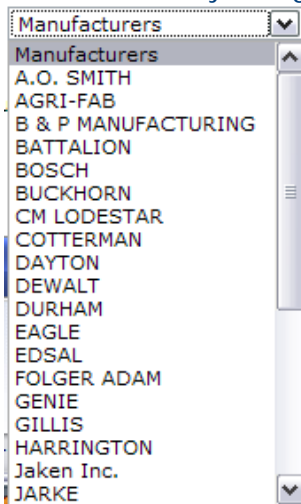 Manufacturers
Manufacturers
A.O. SMITH
AGRI-FAB
B & P MANUFACTURING
BATTALION
BOSCH
BUCKHORN
CM LODESTAR
COTTERMAN
DAYTON
DEWALT
DURHAM
EAGLE
EDSAL
FOLGER ADAM
GENIE
GILLIS
HARRINGTON
Jaken Inc.
JARKE